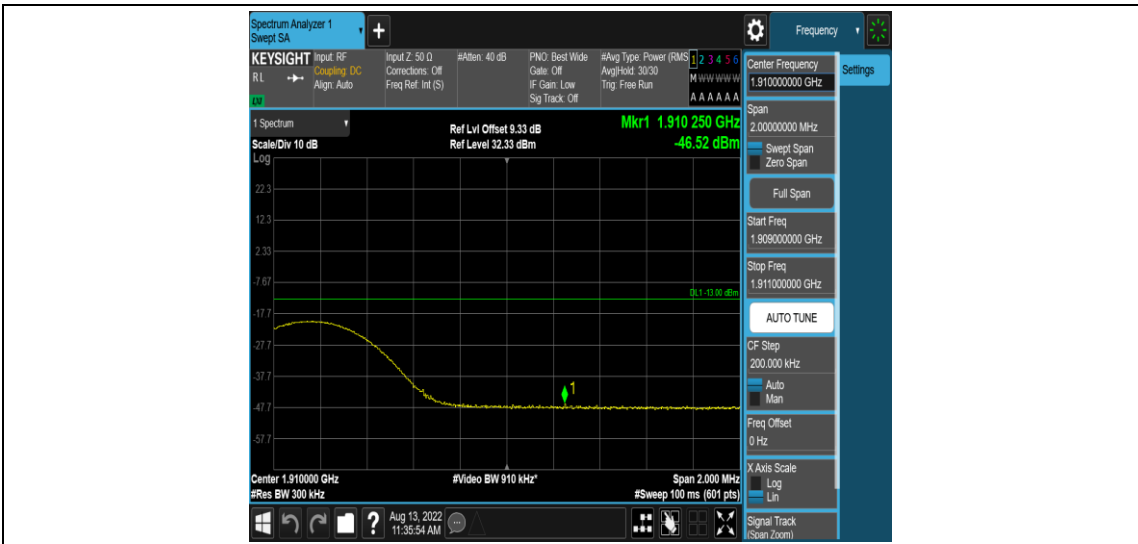 Spectrum Analyzer 1
Swept SA
+
Frequency
KEYSIGHT
RL
LXI
Input: RF
Coupling: DC
Align: Auto
Input Z: 50 Ω
Corrections: Off
Freq Ref: Int (S)
#Atten: 40 dB
PNO: Best Wide
Gate: Off
IF Gain: Low
Sig Track: Off
#Avg Type: Power (RMS
Avg|Hold: 30/30
Trig: Free Run
1 2 3 4 5 6
M W W W W W
A A A A A A
1 Spectrum
Scale/Div 10 dB
Log
Ref Lvl Offset 9.33 dB
Ref Level 32.33 dBm
Mkr1 1.910 250 GHz
-46.52 dBm
22.3
12.3
2.33
-7.67
-17.7
-27.7
-37.7
-47.7
-57.7
DL1 -13.00 dBm
1
Center 1.910000 GHz
#Res BW 300 kHz
#Video BW 910 kHz*
Span 2.000 MHz
#Sweep 100 ms (601 pts)
Center Frequency
1.910000000 GHz
Settings
Span
2.00000000 MHz
Swept Span
Zero Span
Full Span
Start Freq
1.909000000 GHz
Stop Freq
1.911000000 GHz
AUTO TUNE
CF Step
200.000 kHz
Auto
Man
Freq Offset
0 Hz
X Axis Scale
Log
Lin
Signal Track
(Span Zoom)
?
Aug 13, 2022
11:35:54 AM